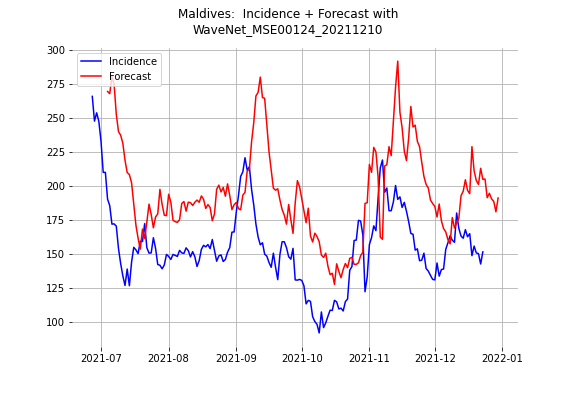 Maldives:  Incidence + Forecast with
WaveNet_MSE00124_20211210
300
275
250
225
200
175
150
125
100
Incidence
Forecast
2021-07 2021-08 2021-09 2021-10 2021-11 2021-12 2022-01